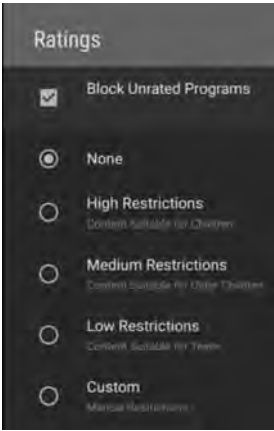 Ratings
Block Unrated Programs
None
High Restrictions
Content Suitable for Children
Medium Restrictions
Content Suitable for Older Children
Low Restrictions
Content Suitable for Teens
Custom
Manual Restrictions